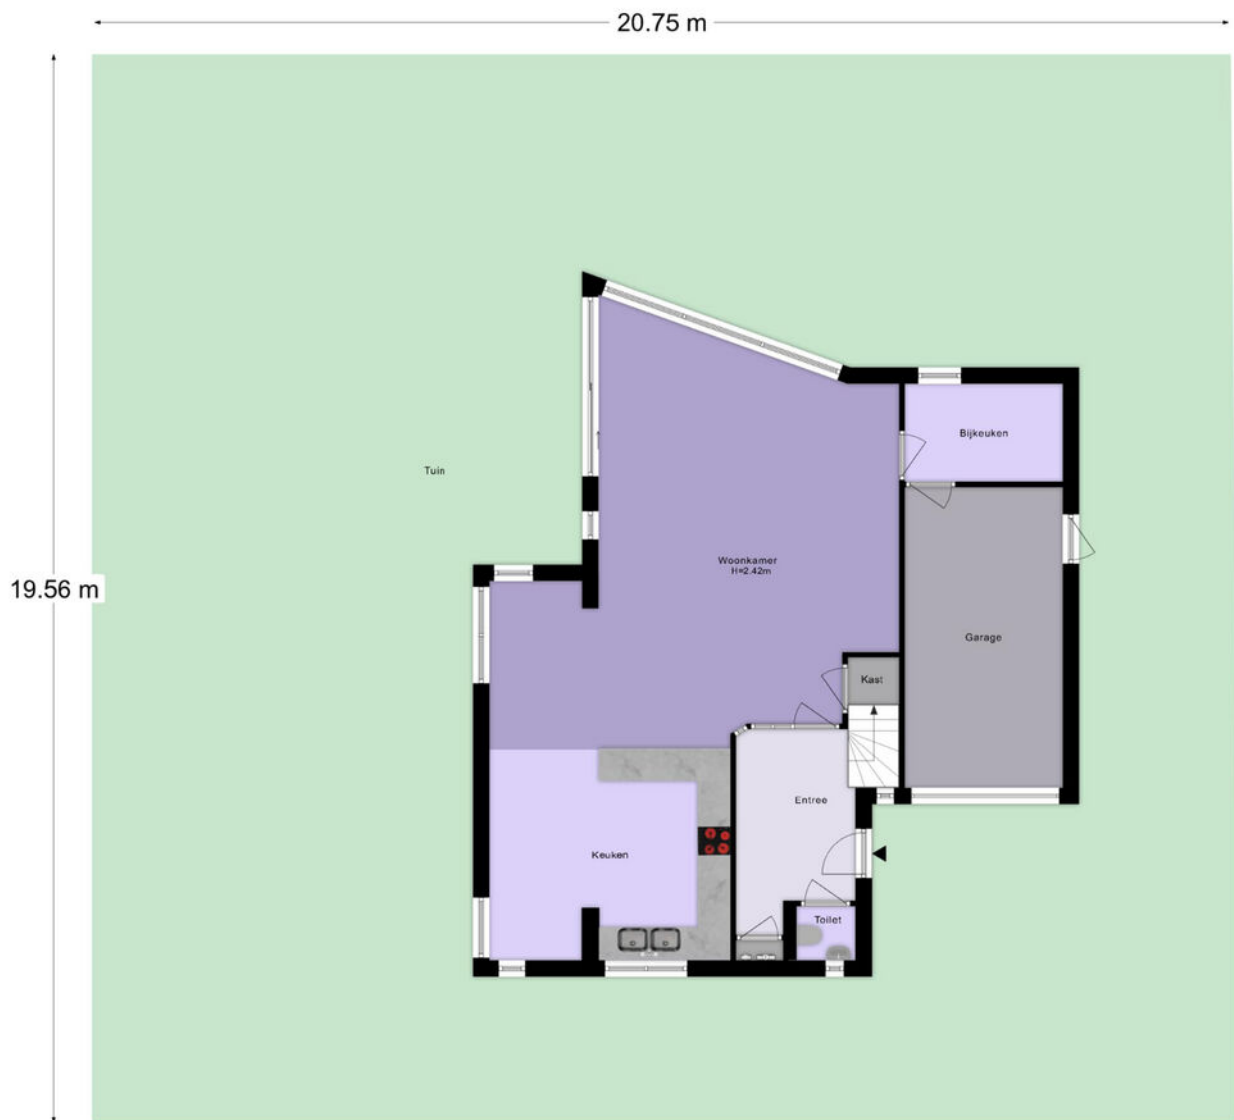 20.75 m
Bijkeuken
Tuin
Woonkamer
H=2.42m
19.56 m
Garage
Kast
Entree
Keuken
Toilet